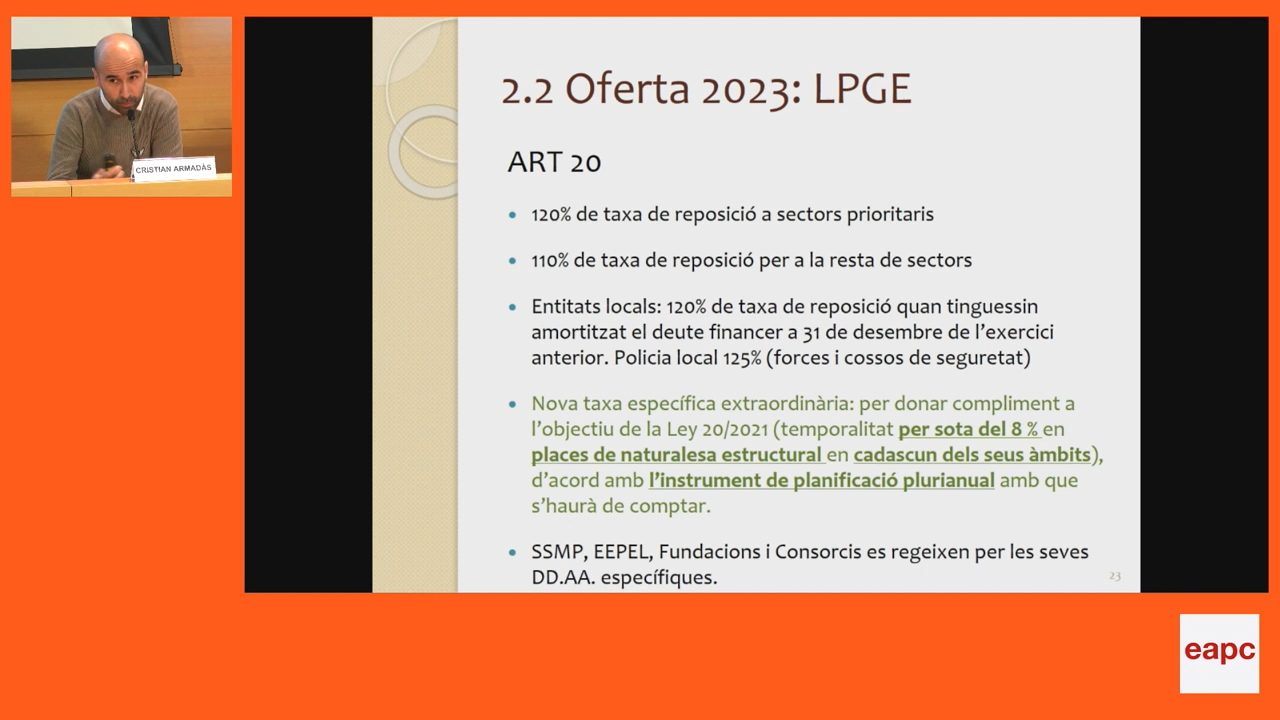 CRISTIAN ARMADÀS
2.2 Oferta 2023: LPGE
ART 20
• 120% de taxa de reposició a sectors prioritaris
• 110% de taxa de reposició per a la resta de sectors
• Entitats locals: 120% de taxa de reposició quan tinguessin
amortitzat el deute financer a 31 de desembre de l'exercici
anterior. Policia local 125% (forces i cossos de seguretat)
• Nova taxa específica extraordinària: per donar compliment a
l'objectiu de la Ley 20/2021 (temporalitat per sota del 8 % en
places de naturalesa estructural en cadascun dels seus àmbits),
d'acord amb l'instrument de planificació plurianual amb que
s'haurà de comptar.
• SSMP, EEPEL, Fundacions i Consorcis es regeixen per les seves
DD.AA. específiques.
23
eapc